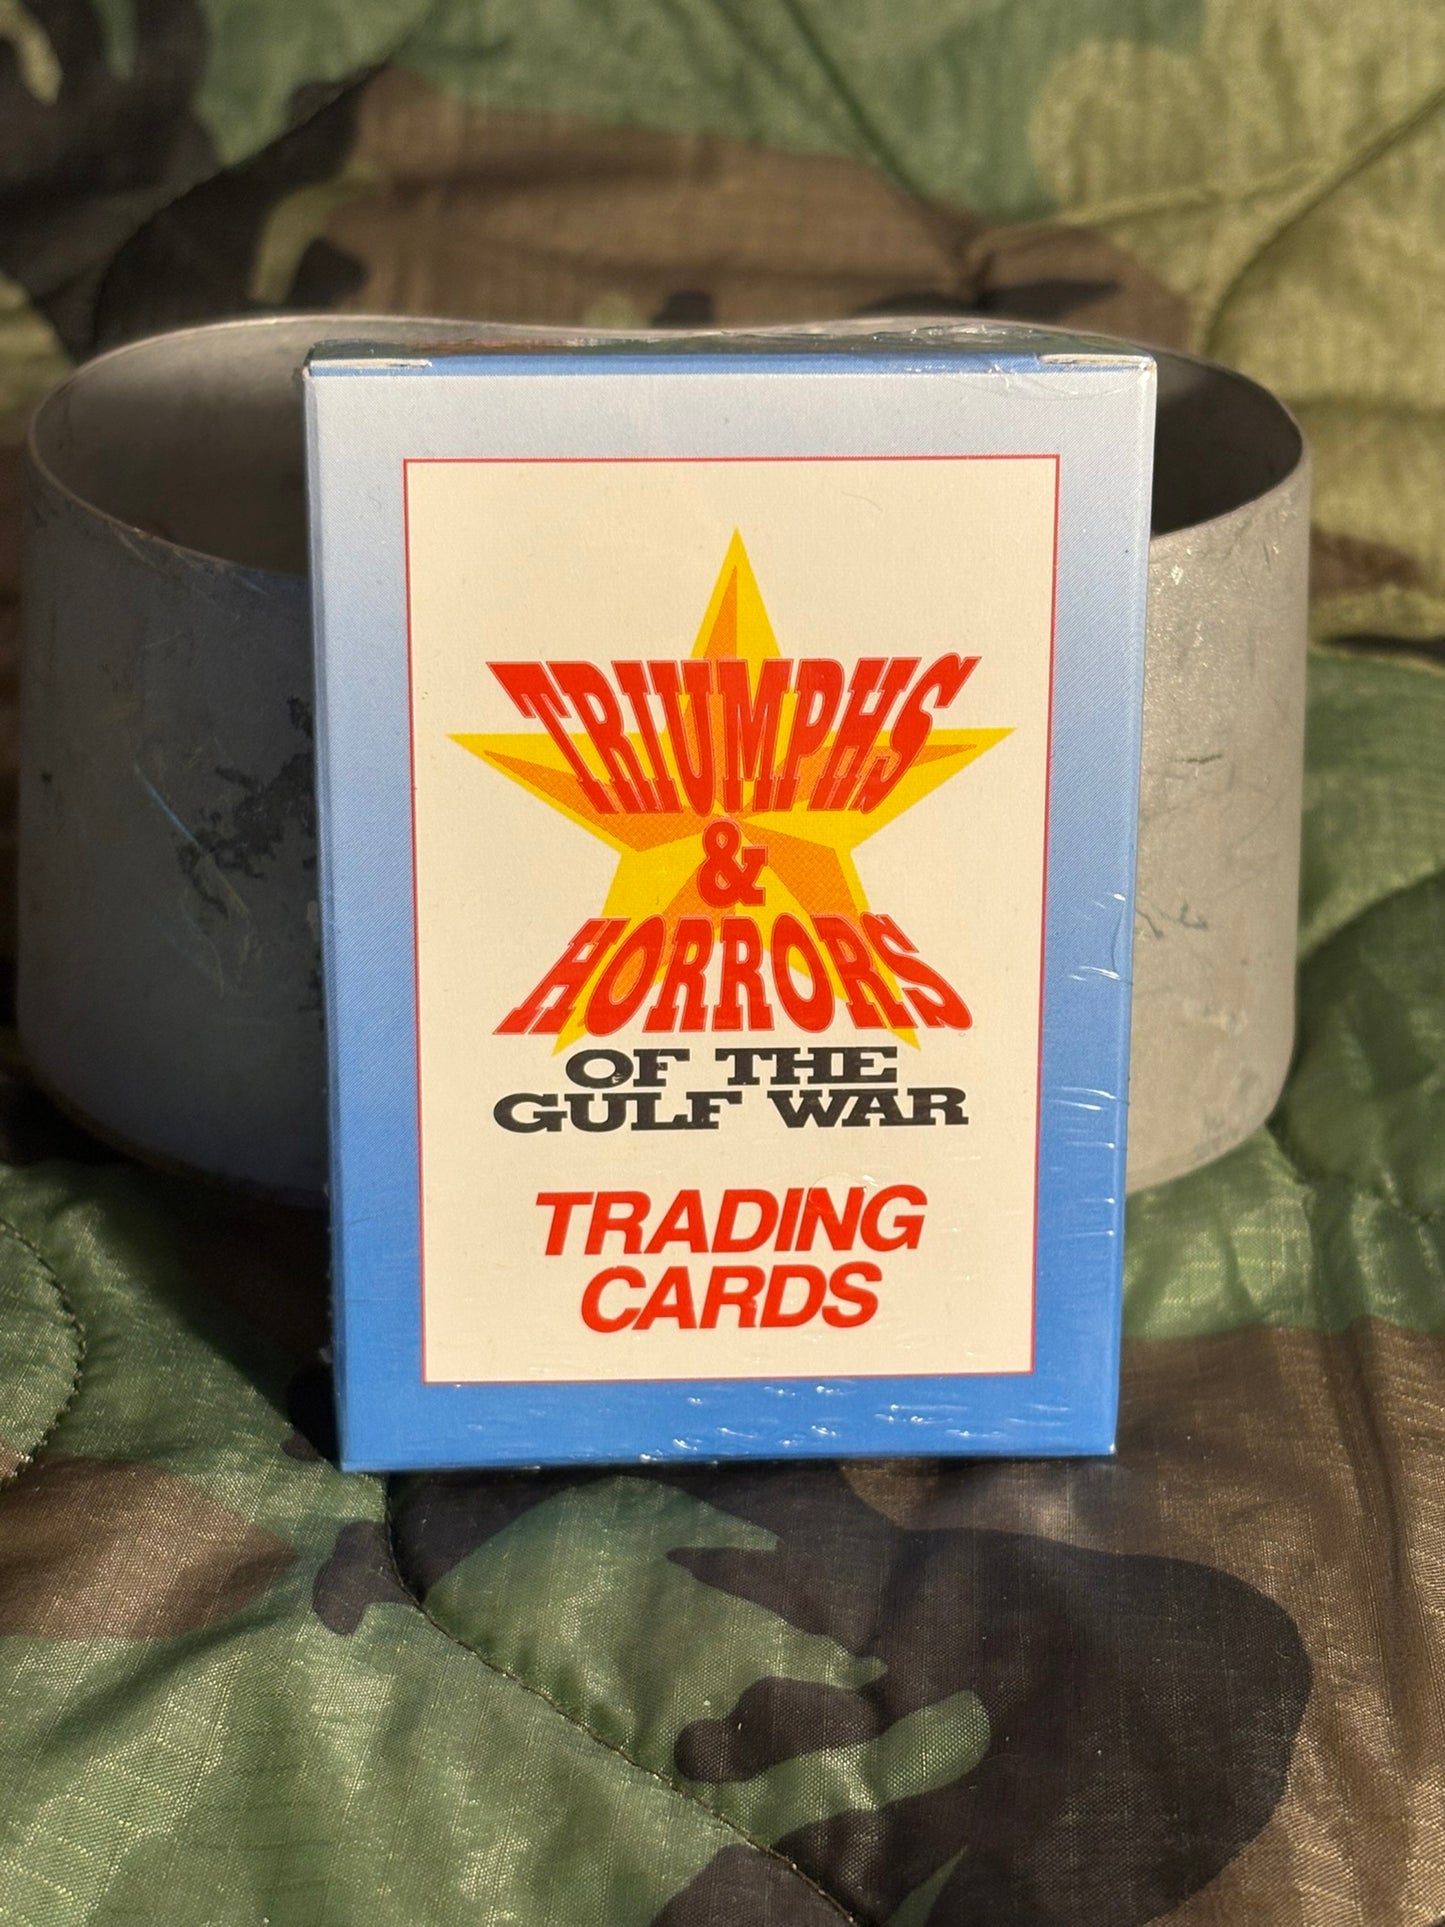 TRIUMPHS
&
HORRORS
OF THE
GULF WAR
TRADING
CARDS